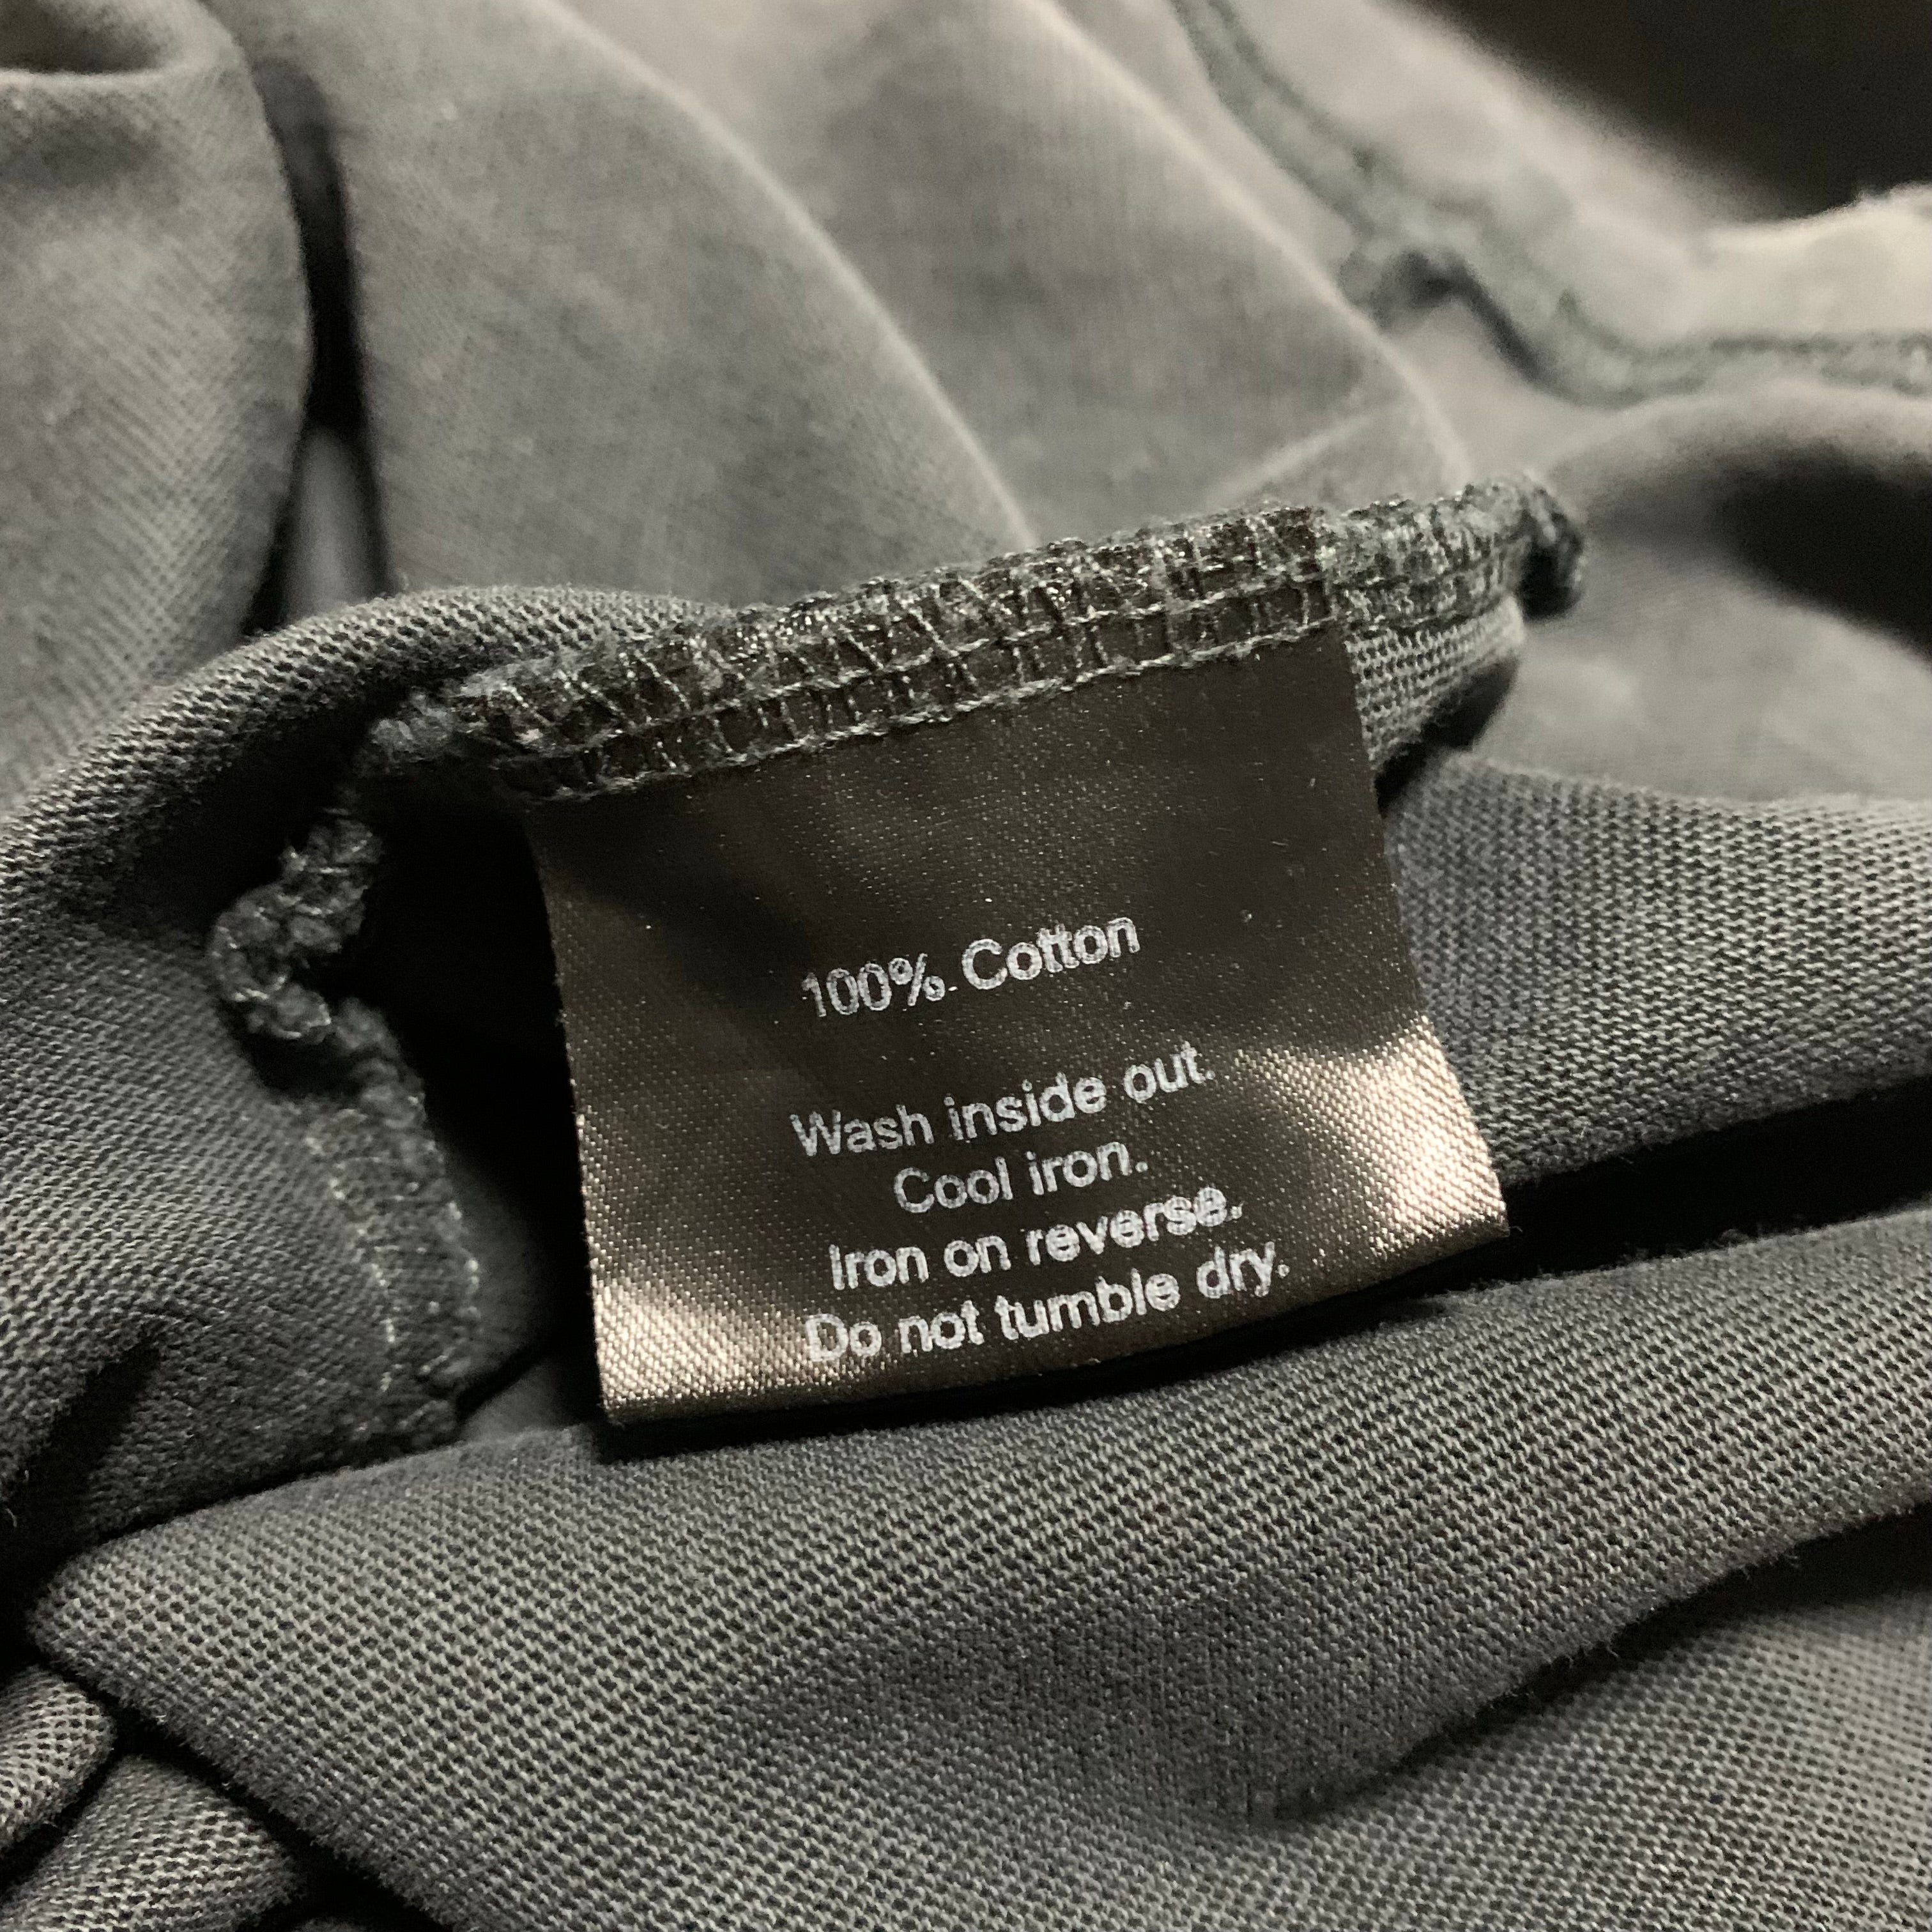 100% Cotton
Wash inside out.
Cool iron.
Iron on reverse.
Do not tumble dry.